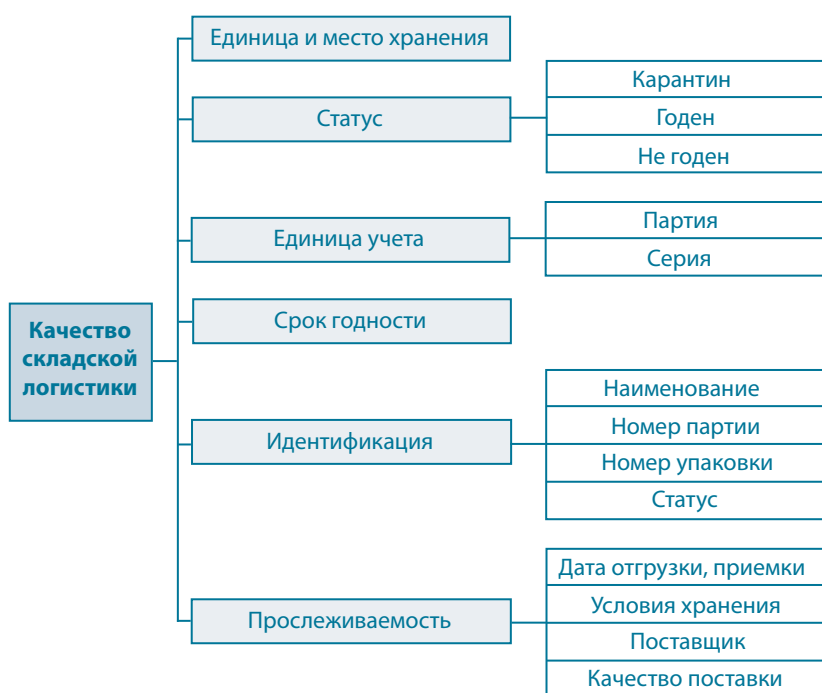 Единица и место хранения
Статус
Карантин
Годен
Не годен
Единица учета
Партия
Серия
Срок годности
Качество
складской
логистики
Идентификация
Наименование
Номер партии
Номер упаковки
Статус
Прослеживаемость
Дата отгрузки, приемки
Условия хранения
Поставщик
Качество поставки